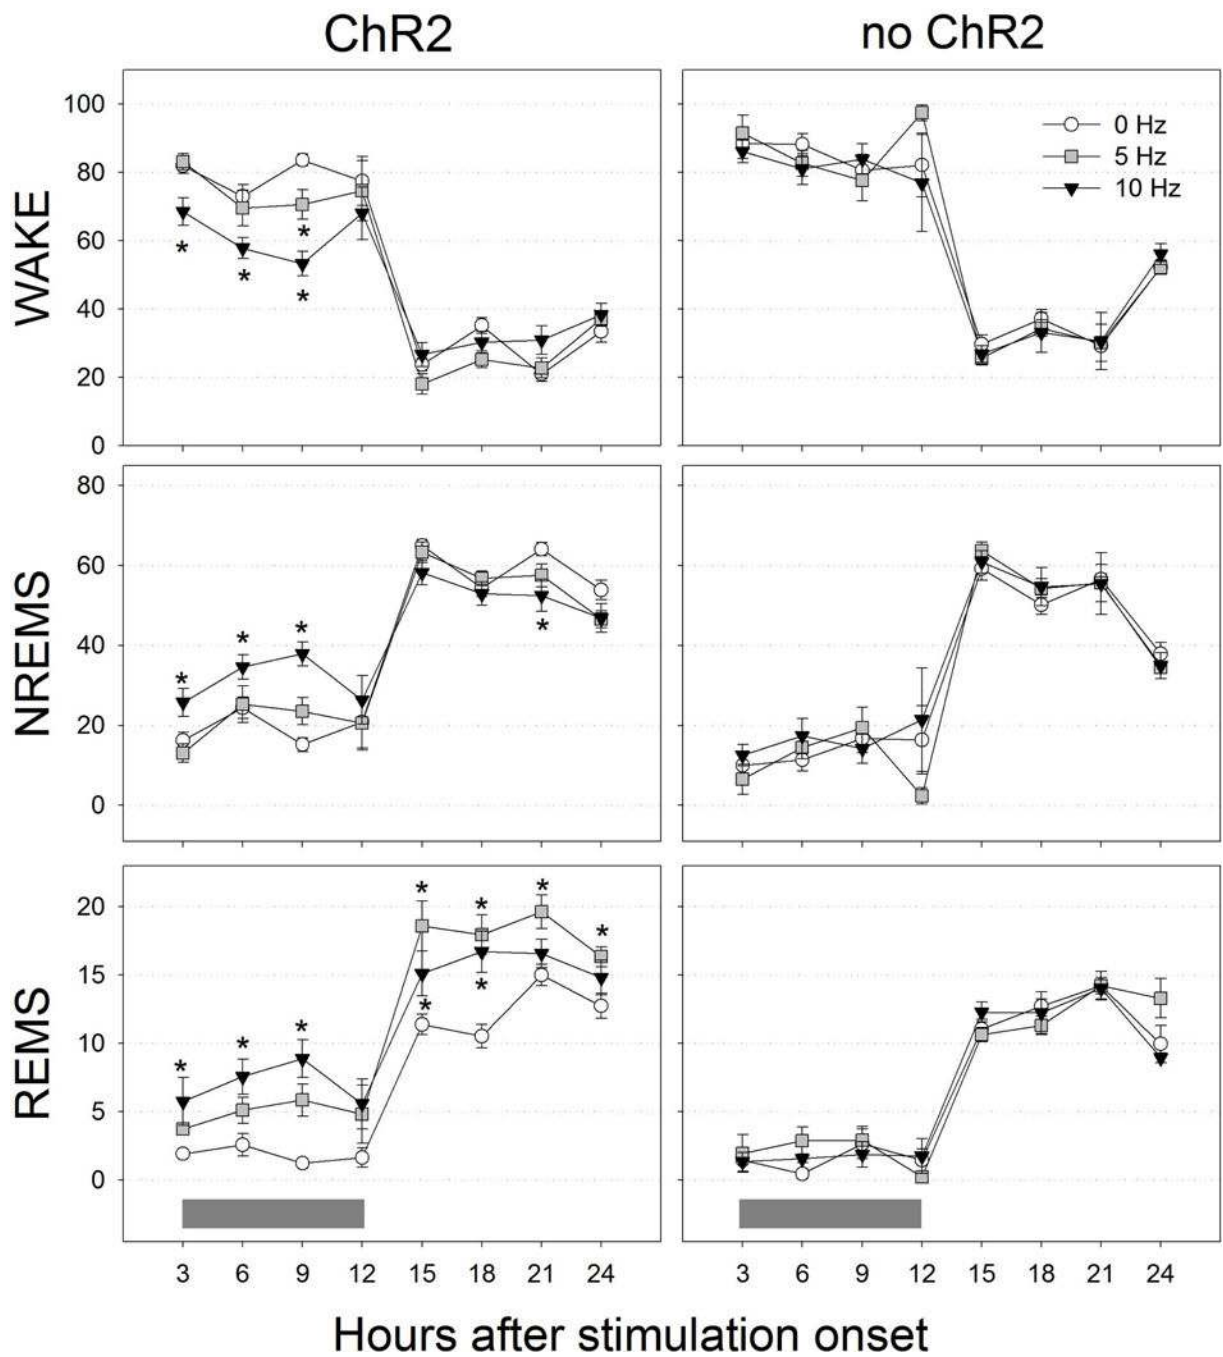 ChR2 no ChR2
100
80
60
40
20
0
WAKE
0 Hz
5 Hz
10 Hz
* * * *
80
60
40
20
0
NREMS
* * * *
20
15
10
5
0
REMS
* * * * * * * * *
3 6 9 12 15 18 21 24 3 6 9 12 15 18 21 24
Hours after stimulation onset